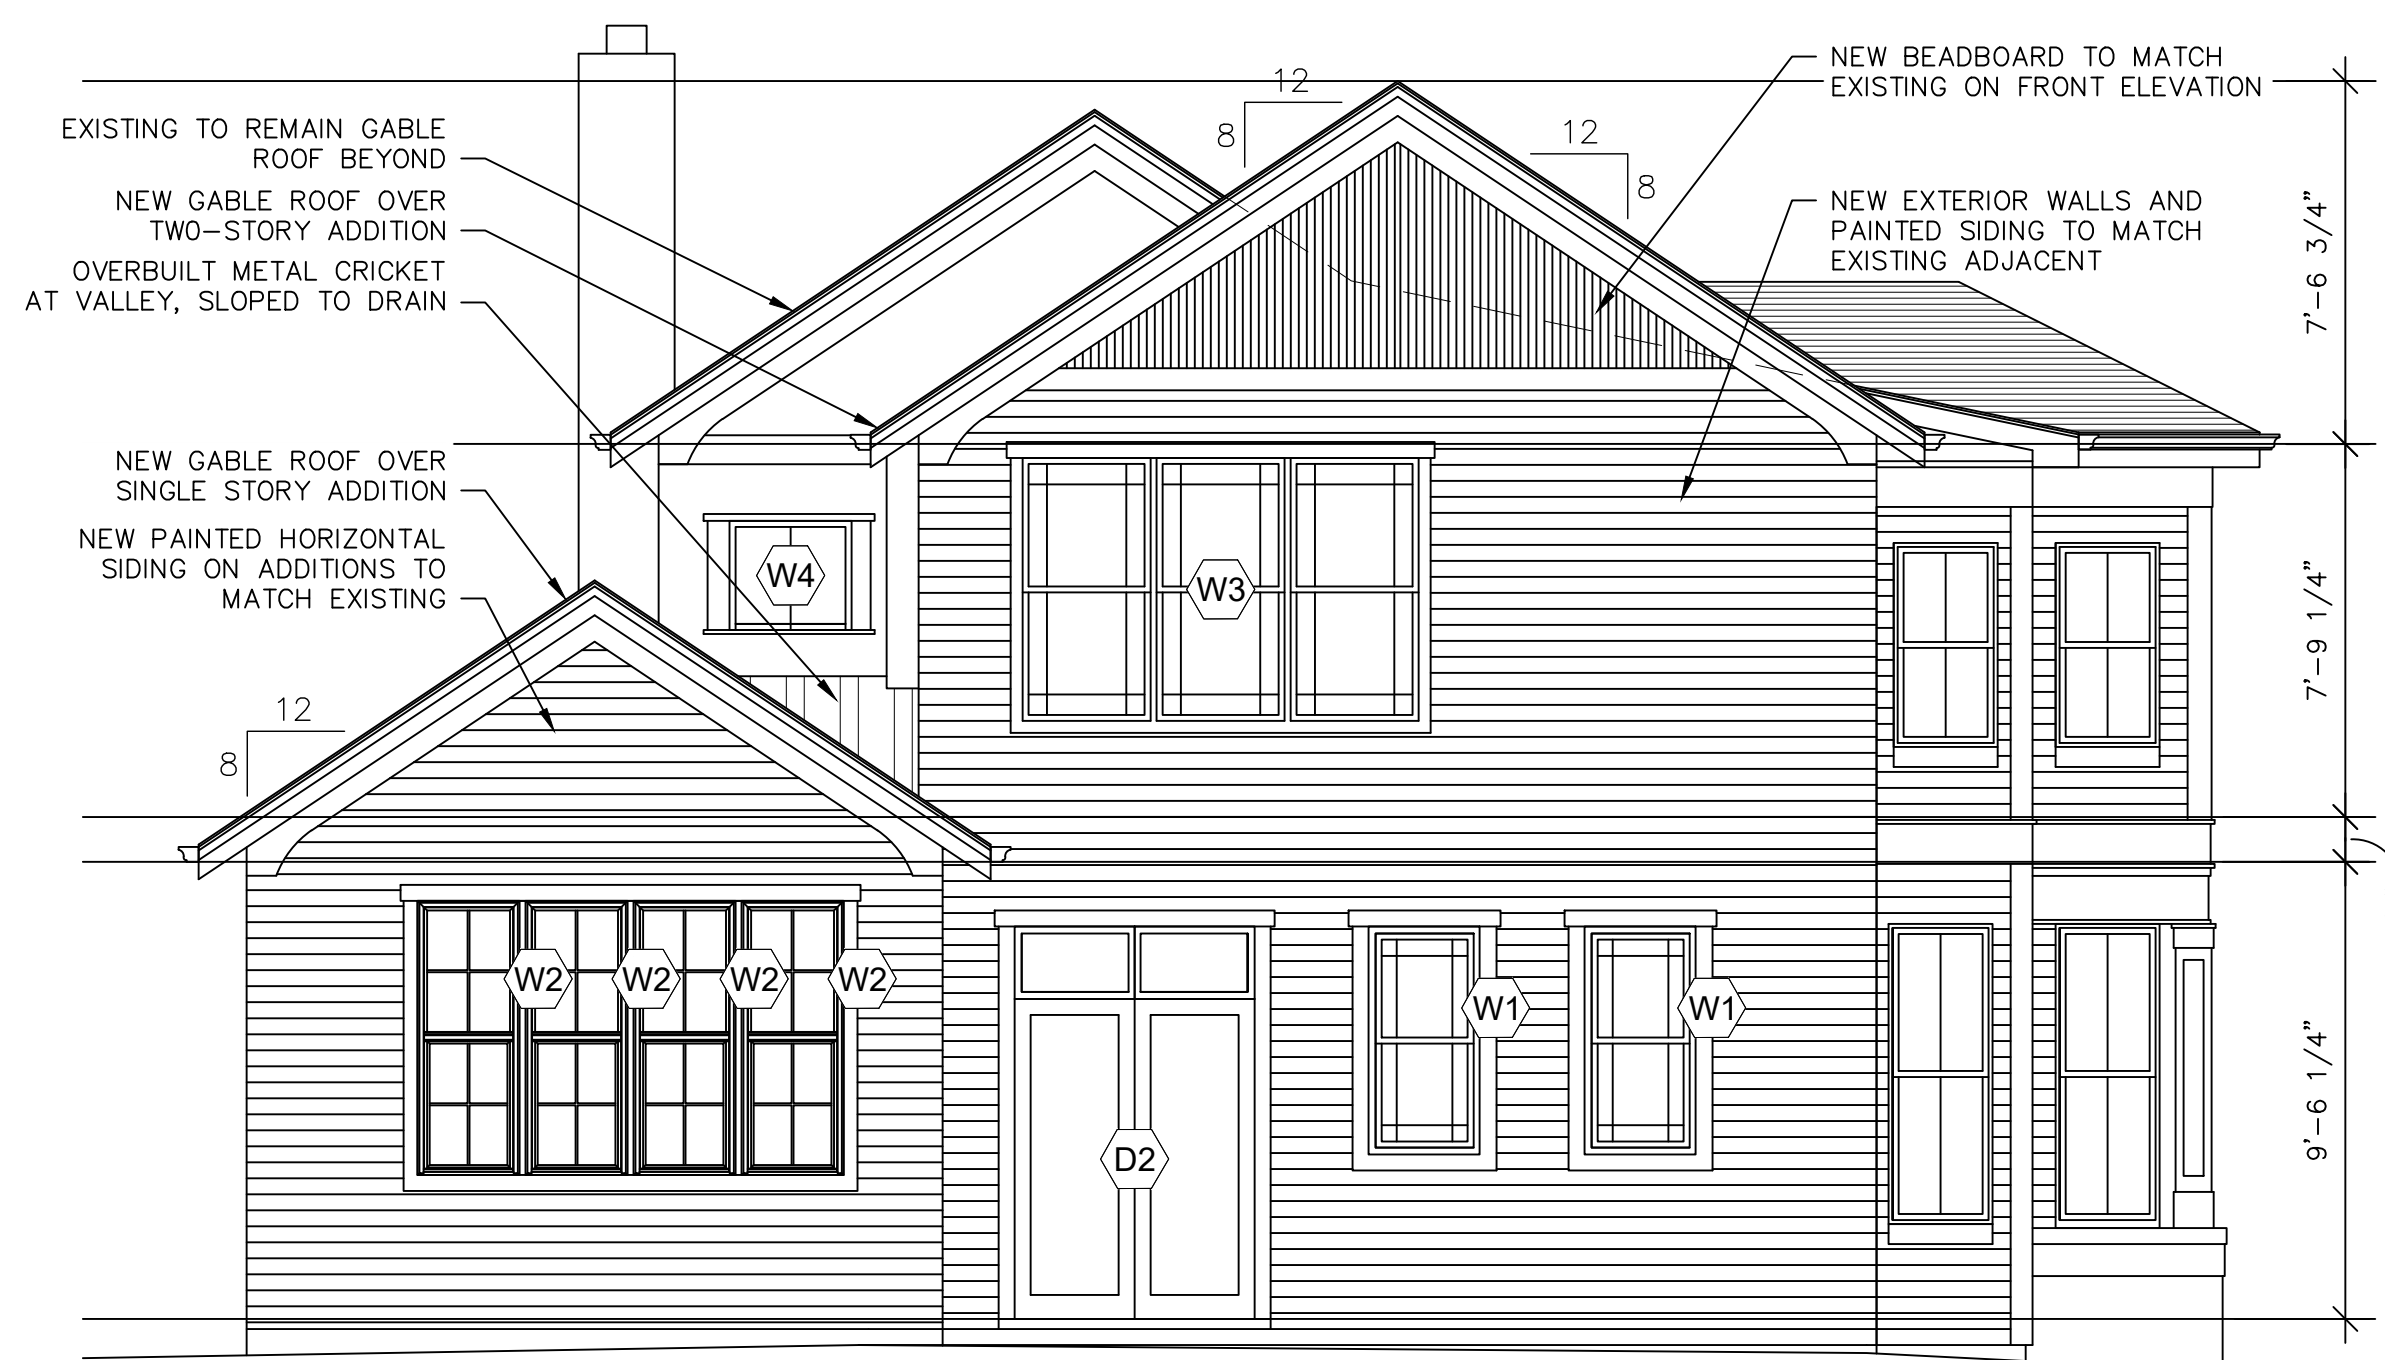 12
8
12
8
NEW BEADBOARD TO MATCH
EXISTING ON FRONT ELEVATION
EXISTING TO REMAIN GABLE
ROOF BEYOND
NEW GABLE ROOF OVER
TWO-STORY ADDITION
OVERBUILT METAL CRICKET
AT VALLEY, SLOPED TO DRAIN
NEW EXTERIOR WALLS AND
PAINTED SIDING TO MATCH
EXISTING ADJACENT
7'-6 3/4"
NEW GABLE ROOF OVER
SINGLE STORY ADDITION
NEW PAINTED HORIZONTAL
SIDING ON ADDITIONS TO
MATCH EXISTING
W4
W3
7'-9 1/4"
12
8
W2
W2
W2
W2
W1
W1
D2
9'-6 1/4"